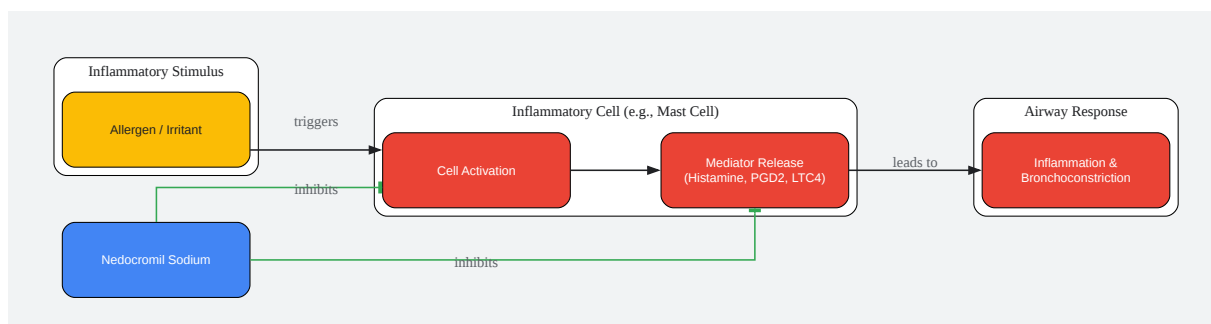 Inflammatory Stimulus
Allergen / Irritant
triggers
Inflammatory Cell (e.g., Mast Cell)
Cell Activation
Mediator Release
(Histamine, PGD2, LTC4)
leads to
Airway Response
Inflammation &
Bronchoconstriction
inhibits
Nedocromil Sodium
inhibits